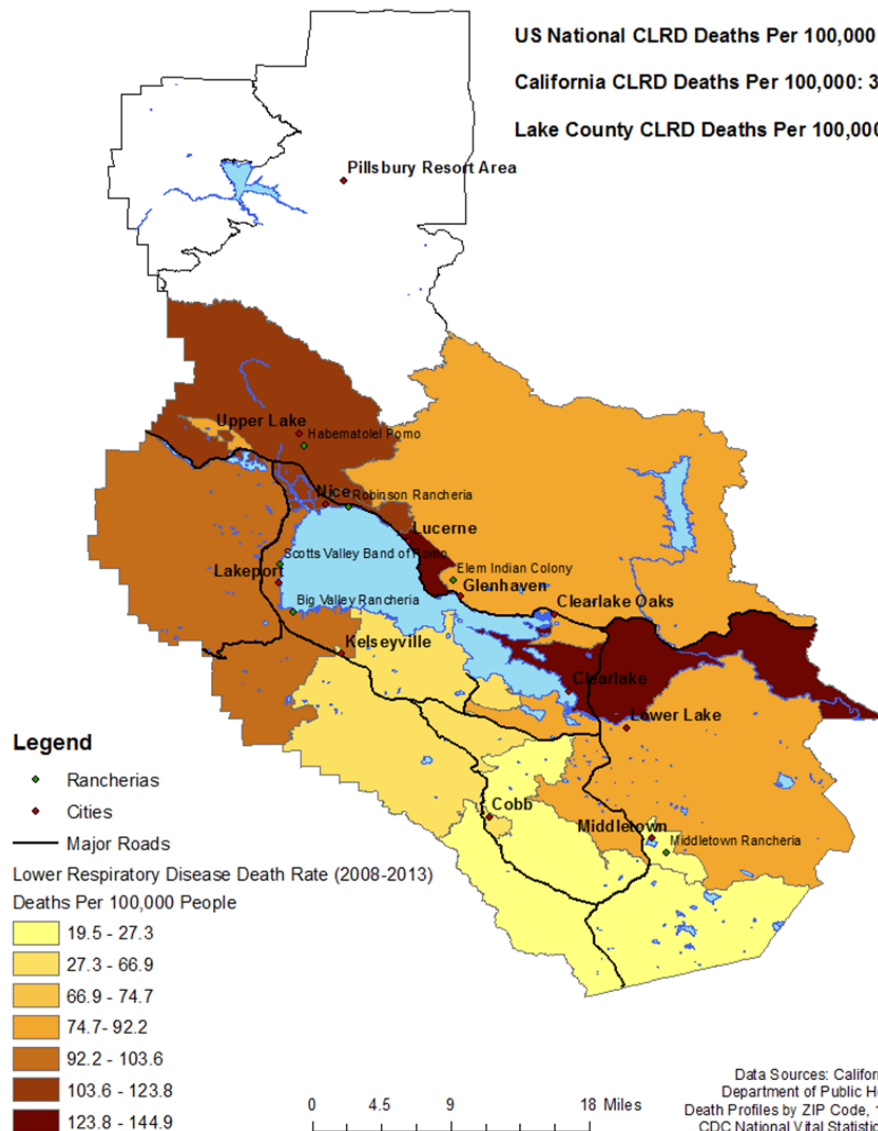 US National CLRD Deaths Per 100,000
California CLRD Deaths Per 100,000: 3
Lake County CLRD Deaths Per 100,000
Pillsbury Resort Area
Upper Lake
Habematolel Pomo
Nice
Robinson Rancheria
Lucerne
Scotts Valley Band of Pomo
Elem Indian Colony
Lakeport
Glenhaven
Big Valley Rancheria
Clearlake Oaks
Kelseyville
Clearlake
Lower Lake
Cobb
Middletown
Middletown Rancheria
Legend
Rancherias
Cities
Major Roads
Lower Respiratory Disease Death Rate (2008-2013)
Deaths Per 100,000 People
19.5 - 27.3
27.3 - 66.9
66.9 - 74.7
74.7- 92.2
92.2 - 103.6
103.6 - 123.8
123.8 - 144.9
0 4.5 9 18 Miles
Data Sources: Californ
Department of Public He
Death Profiles by ZIP Code, 1
CDC National Vital Statistic